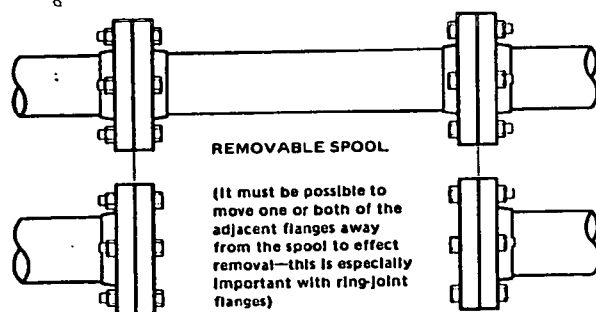 REMOVABLE SPOOL
(It must be possible to
move one or both of the
adjacent flanges away
from the spool to effect
removal—this is especially
important with ring-joint
flanges)